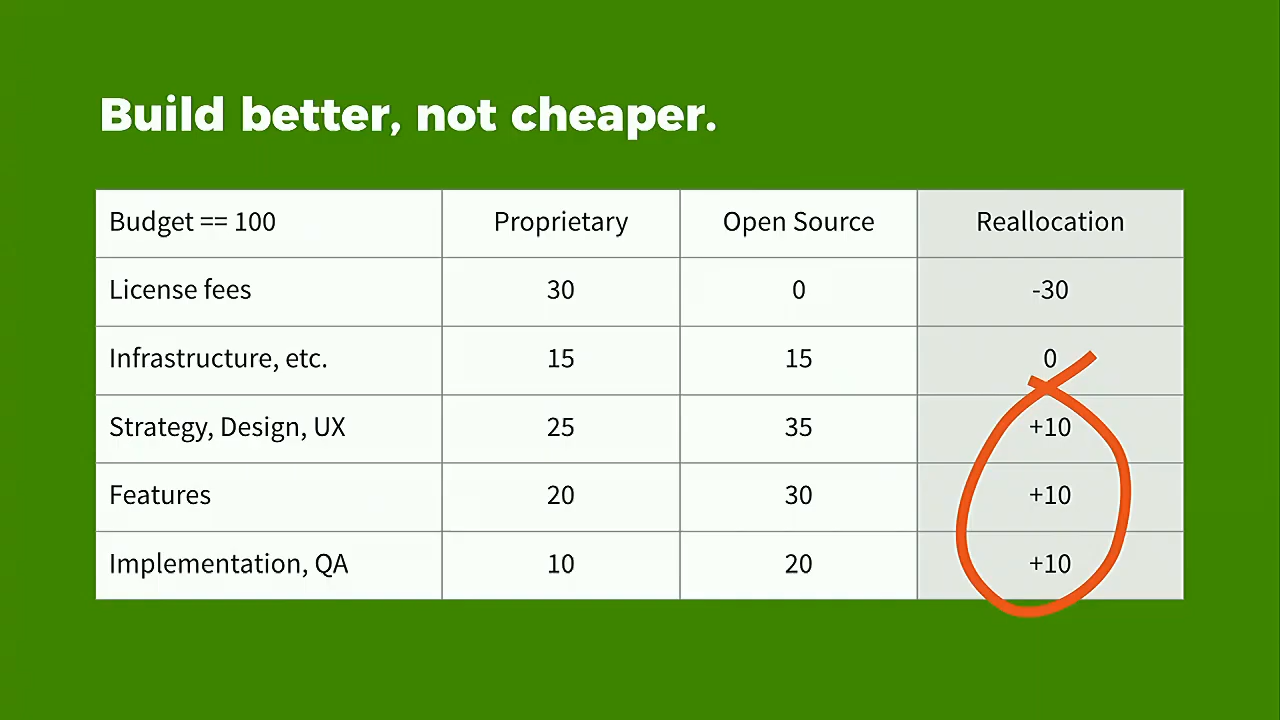 Build better, not cheaper.
Budget == 100 Proprietary Open Source Reallocation
License fees 30 0 -30
Infrastructure, etc. 15 15 0
Strategy, Design, UX 25 35 +10
Features 20 30 +10
Implementation, QA 10 20 +10